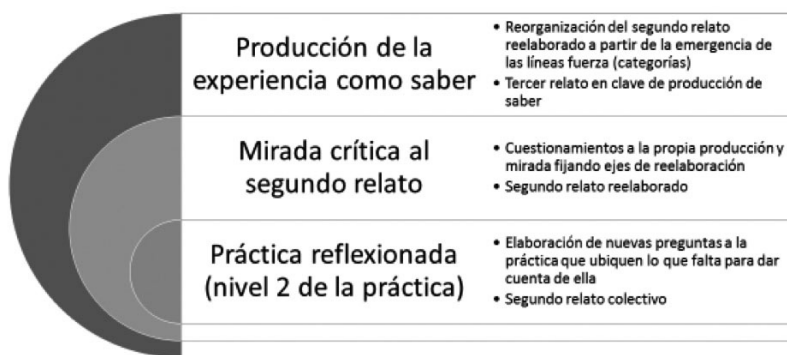 Producción de la
experiencia como saber
• Reorganización del segundo relato
reelaborado a partir de la emergencia de
las líneas fuerza (categorías)
• Tercer relato en clave de producción de
saber
Mirada crítica al
segundo relato
• Cuestionamientos a la propia producción y
mirada fijando ejes de reelaboración
• Segundo relato reelaborado
Práctica reflexionada
(nivel 2 de la práctica)
• Elaboración de nuevas preguntas a la
práctica que ubiquen lo que falta para dar
cuenta de ella
• Segundo relato colectivo